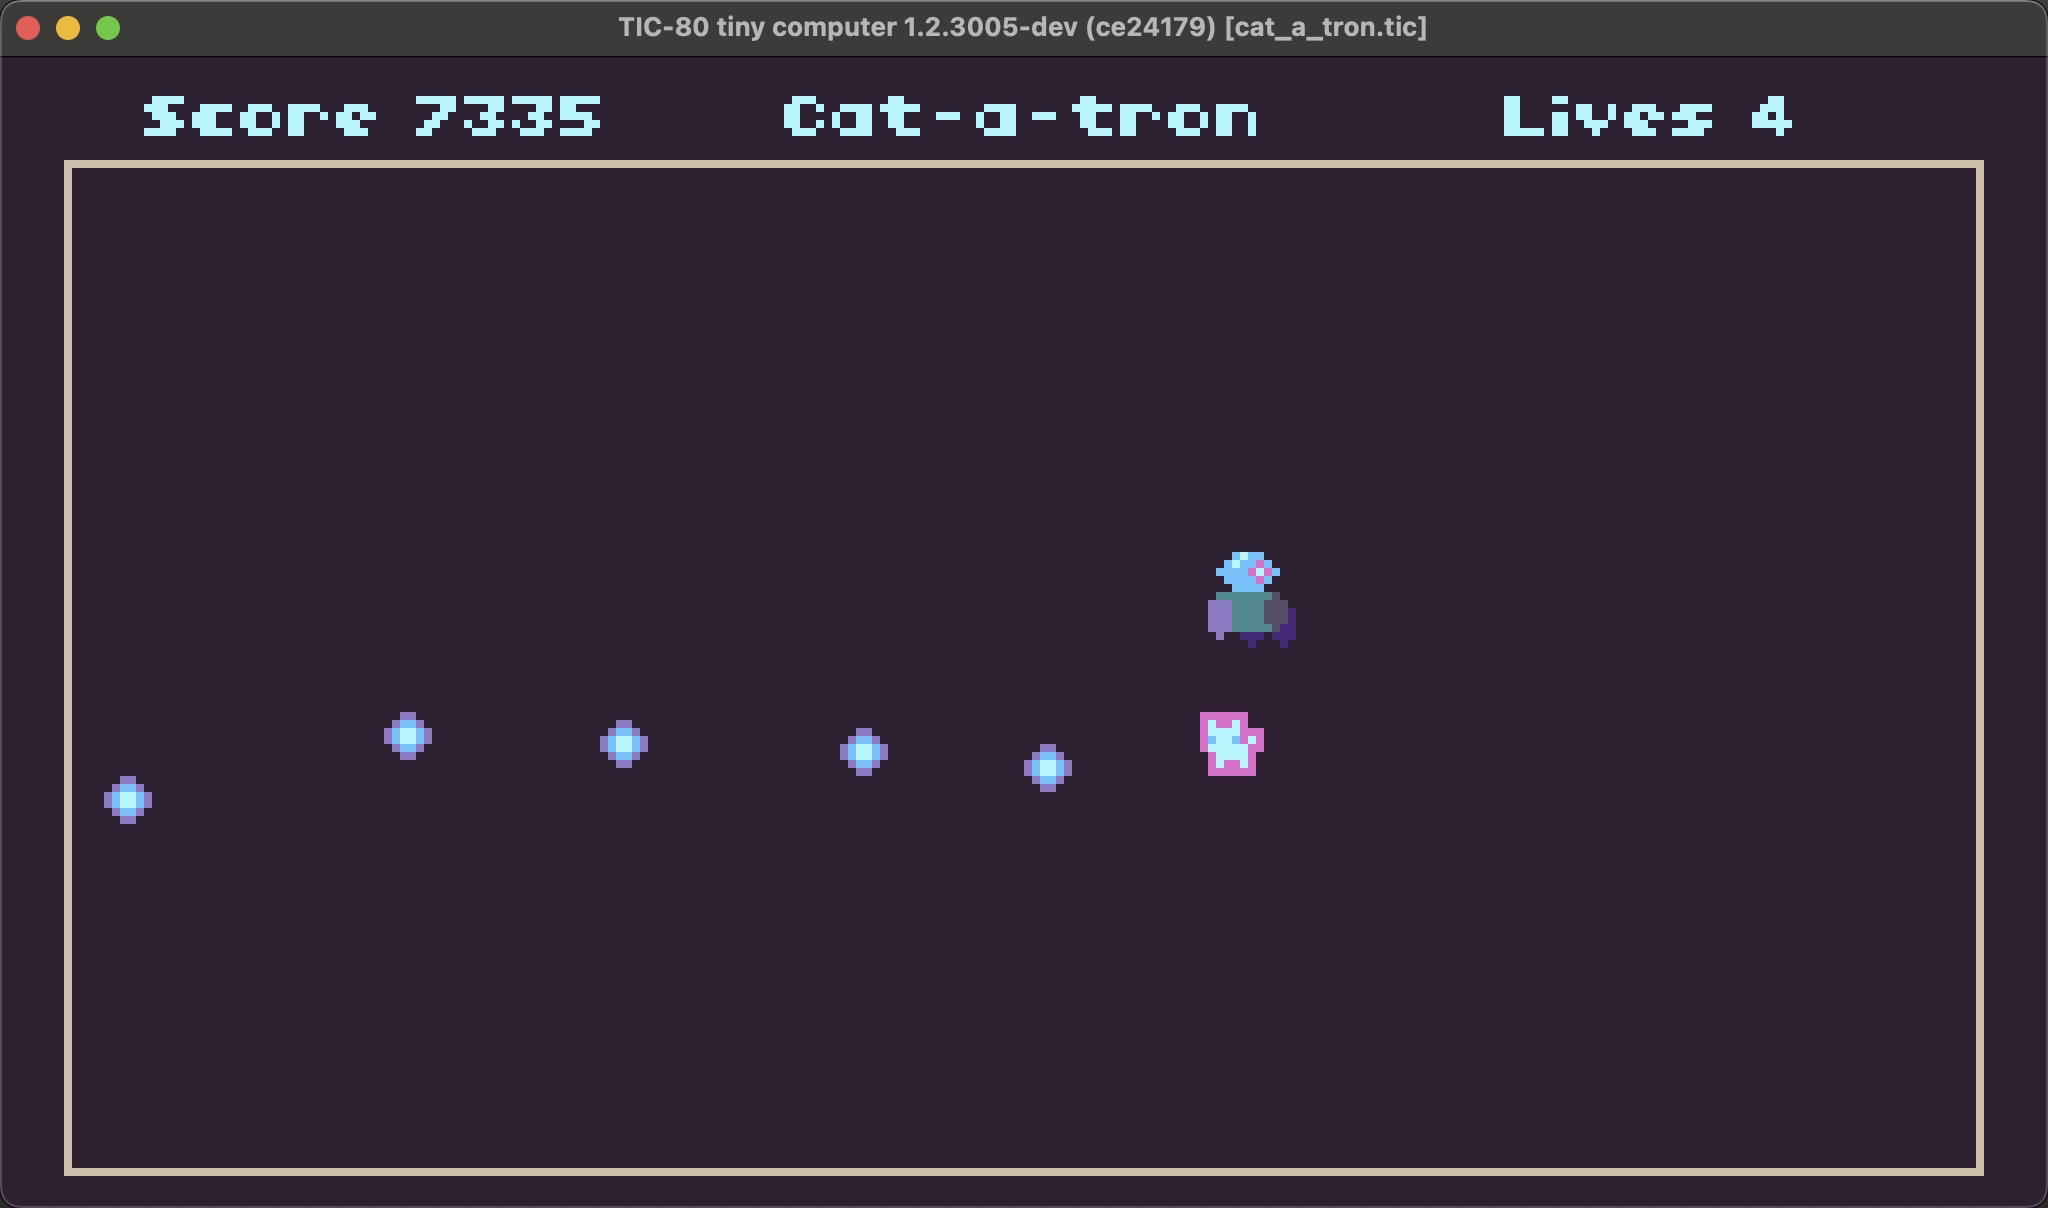 TIC-80 tiny computer 1.2.3005-dev (ce24179) [cat_a_tron.tic]
Score 7335 Cat-a-tron Lives 4